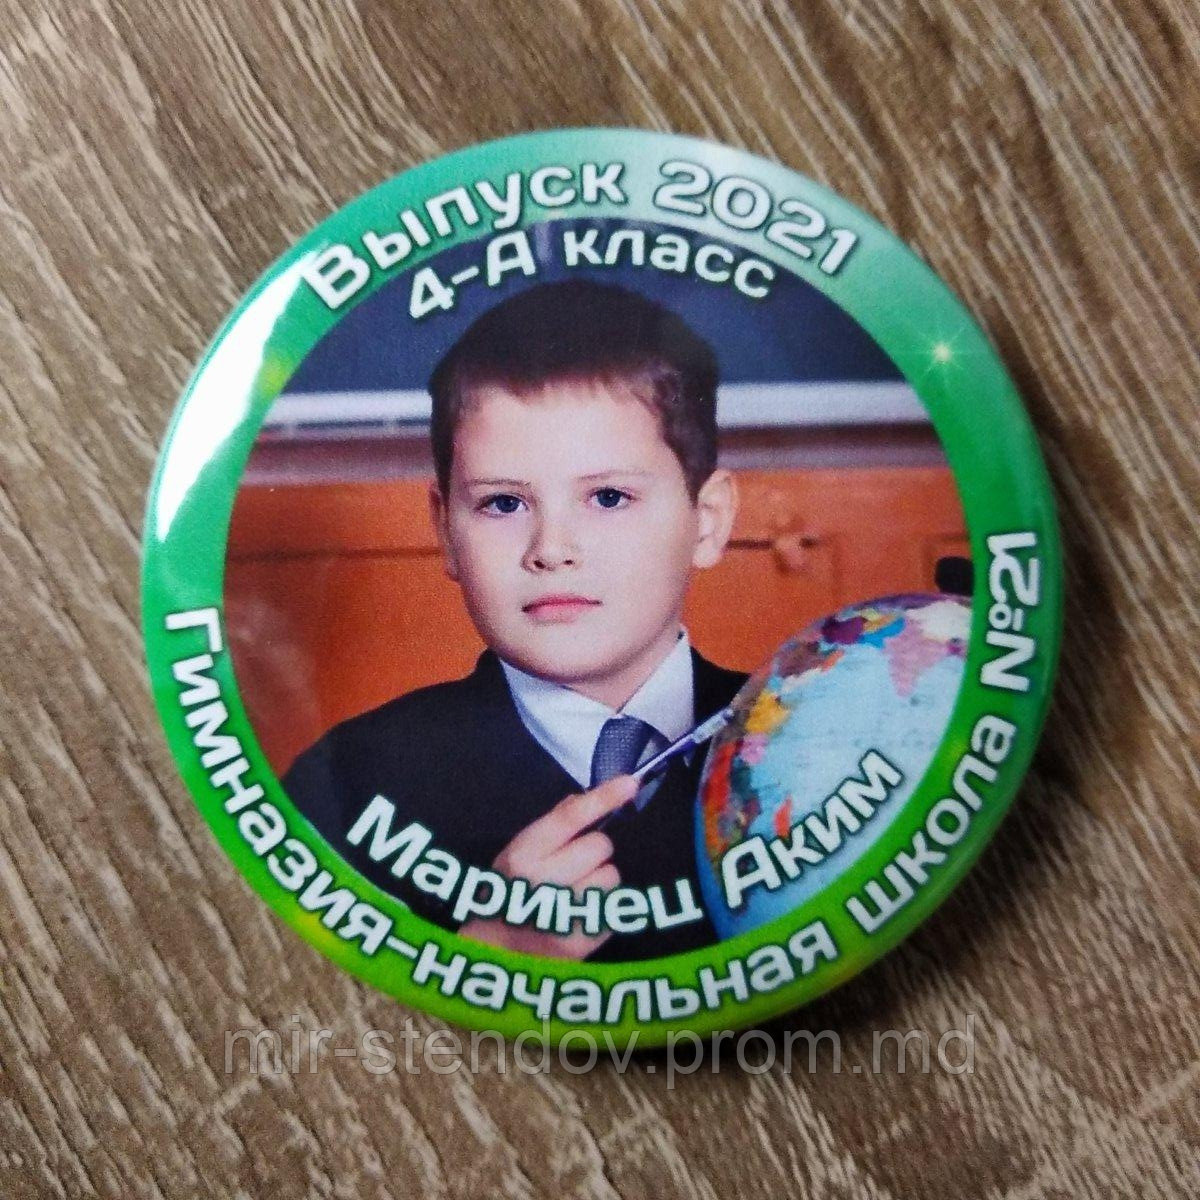 Выпуск 2021
4-А класс
Маринец Аким
Гимназия-начальная школа №21
mir-stendov.prom.md